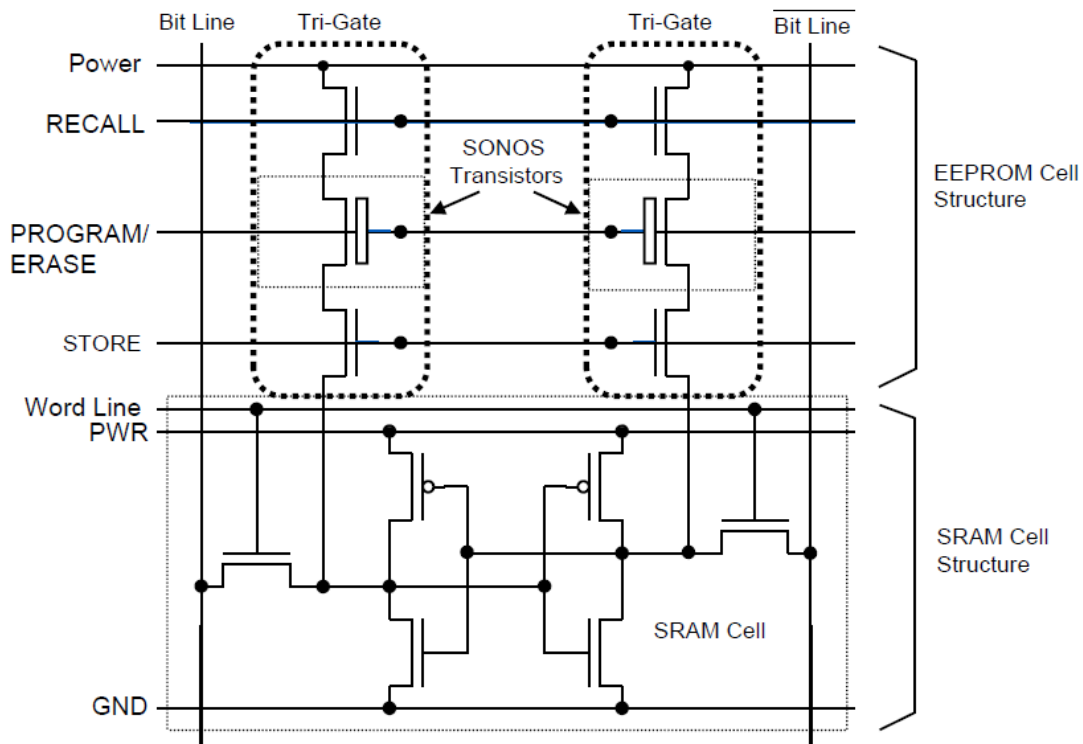 Bit Line
Tri-Gate
Tri-Gate
Bit Line
Power
RECALL
SONOS
Transistors
EEPROM Cell
Structure
PROGRAM/
ERASE
STORE
Word Line
PWR
SRAM Cell
Structure
SRAM Cell
GND